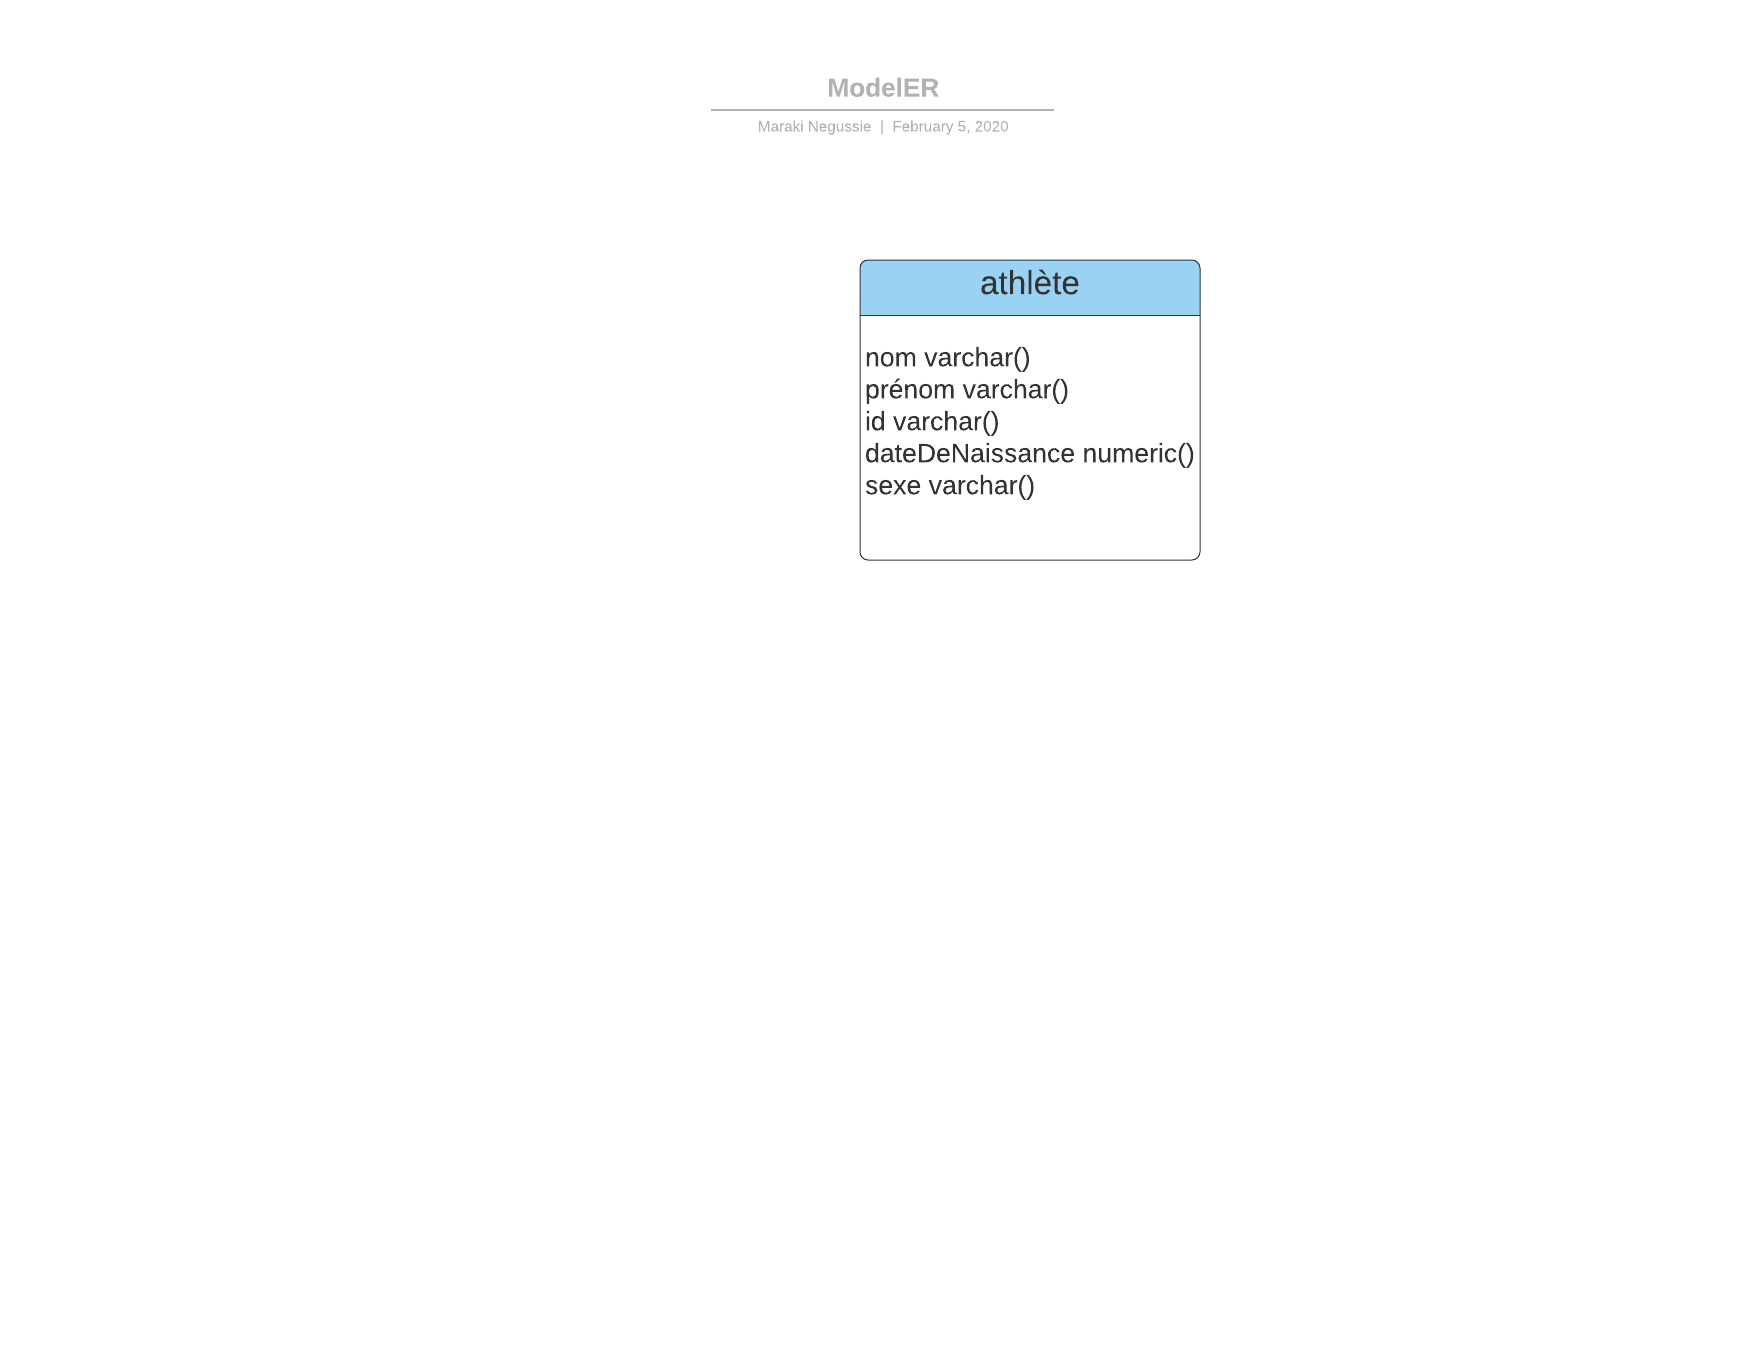 ModelER
Maraki Negussie | February 5, 2020
athlète
nom varchar()
prénom varchar()
id varchar()
dateDeNaissance numeric()
sexe varchar()